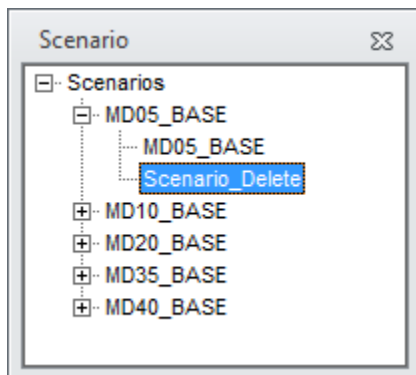 Scenario
Scenarios
MD05_BASE
MD05_BASE
Scenario_Delete
MD10_BASE
MD20_BASE
MD35_BASE
MD40_BASE